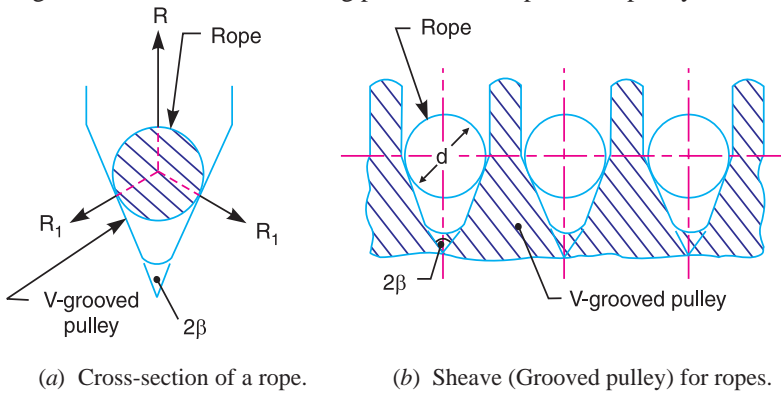 R
Rope
R₁
R₁
V-grooved
pulley
2β
(a) Cross-section of a rope.
Rope
d
2β
V-grooved pulley
(b) Sheave (Grooved pulley) for ropes.